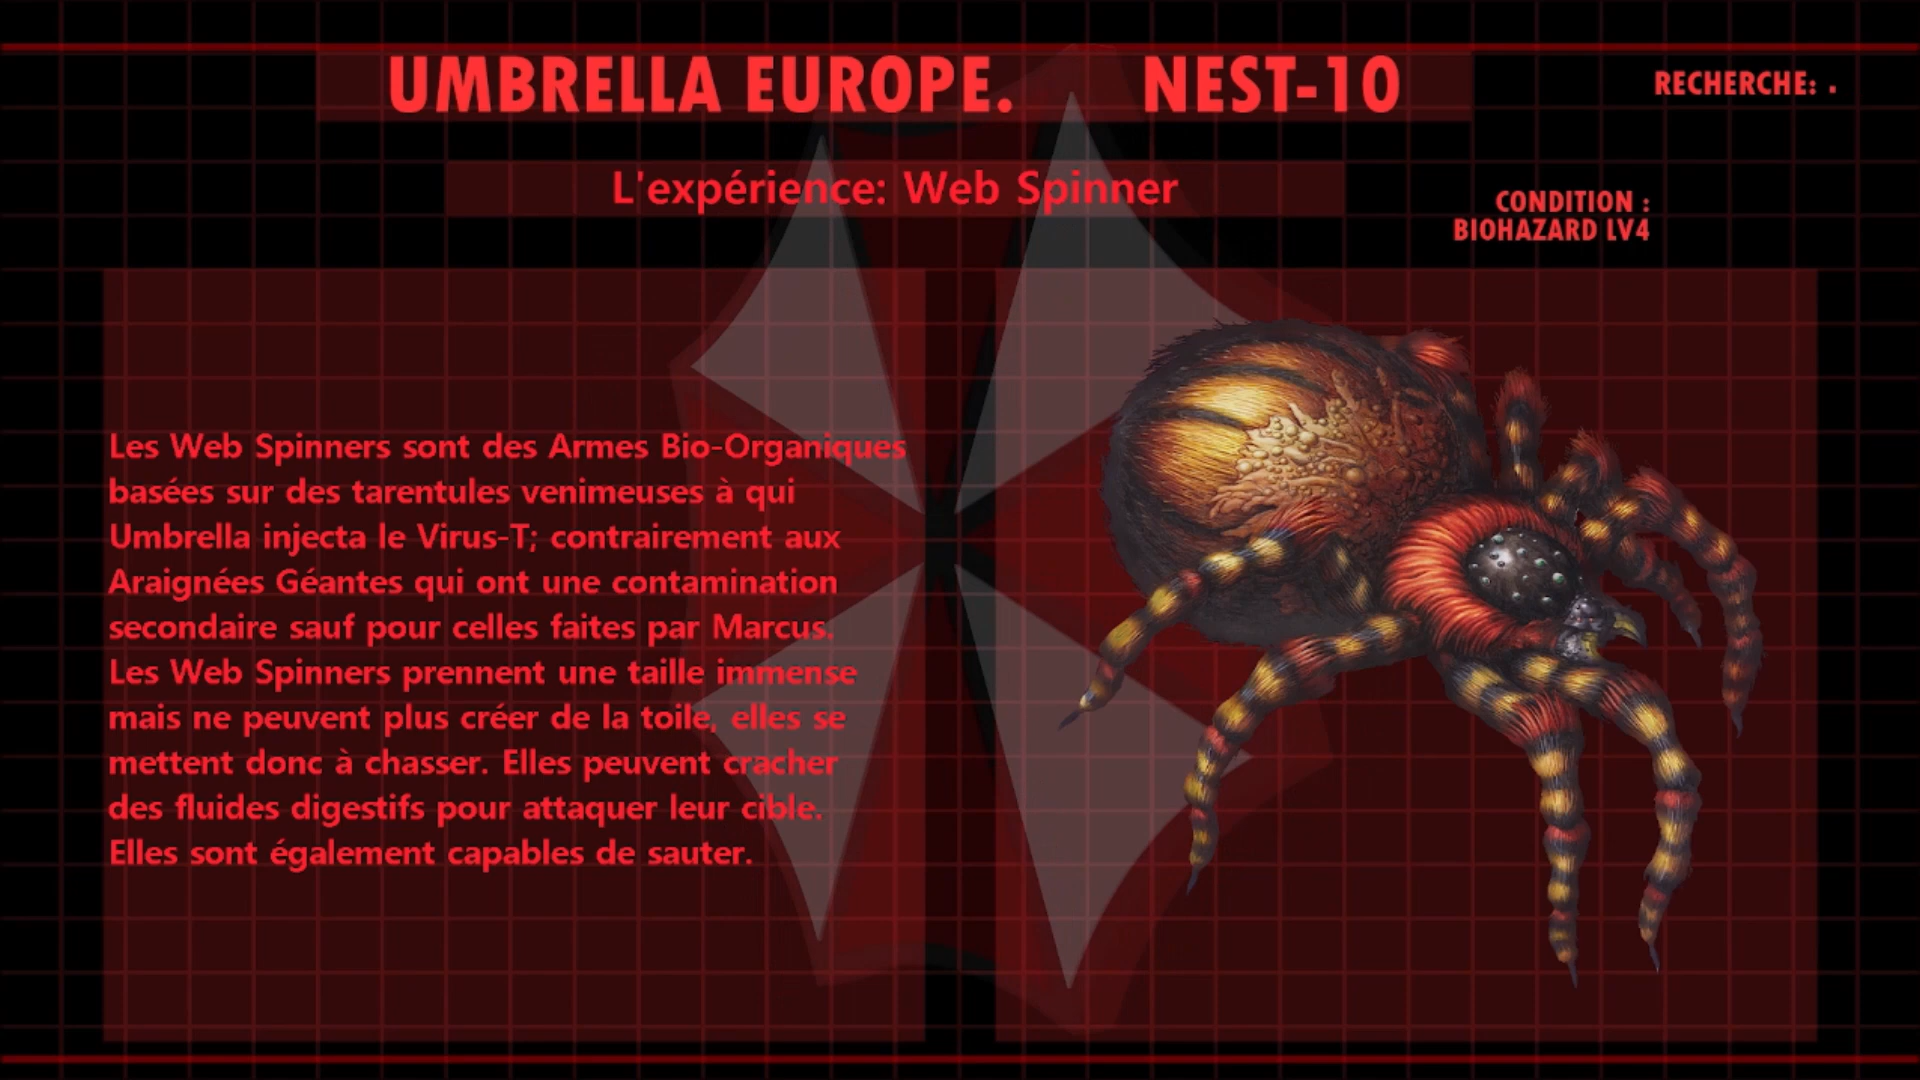 UMBRELLA EUROPE. NEST-10
RECHERCHE: .
L'expérience: Web Spinner
CONDITION :
BIOHAZARD LV4
Les Web Spinners sont des Armes Bio-Organiques
basées sur des tarentules venimeuses à qui
Umbrella injecta le Virus-T; contrairement aux
Araignées Géantes qui ont une contamination
secondaire sauf pour celles faites par Marcus.
Les Web Spinners prennent une taille immense
mais ne peuvent plus créer de la toile, elles se
mettent donc à chasser. Elles peuvent cracher
des fluides digestifs pour attaquer leur cible.
Elles sont également capables de sauter.